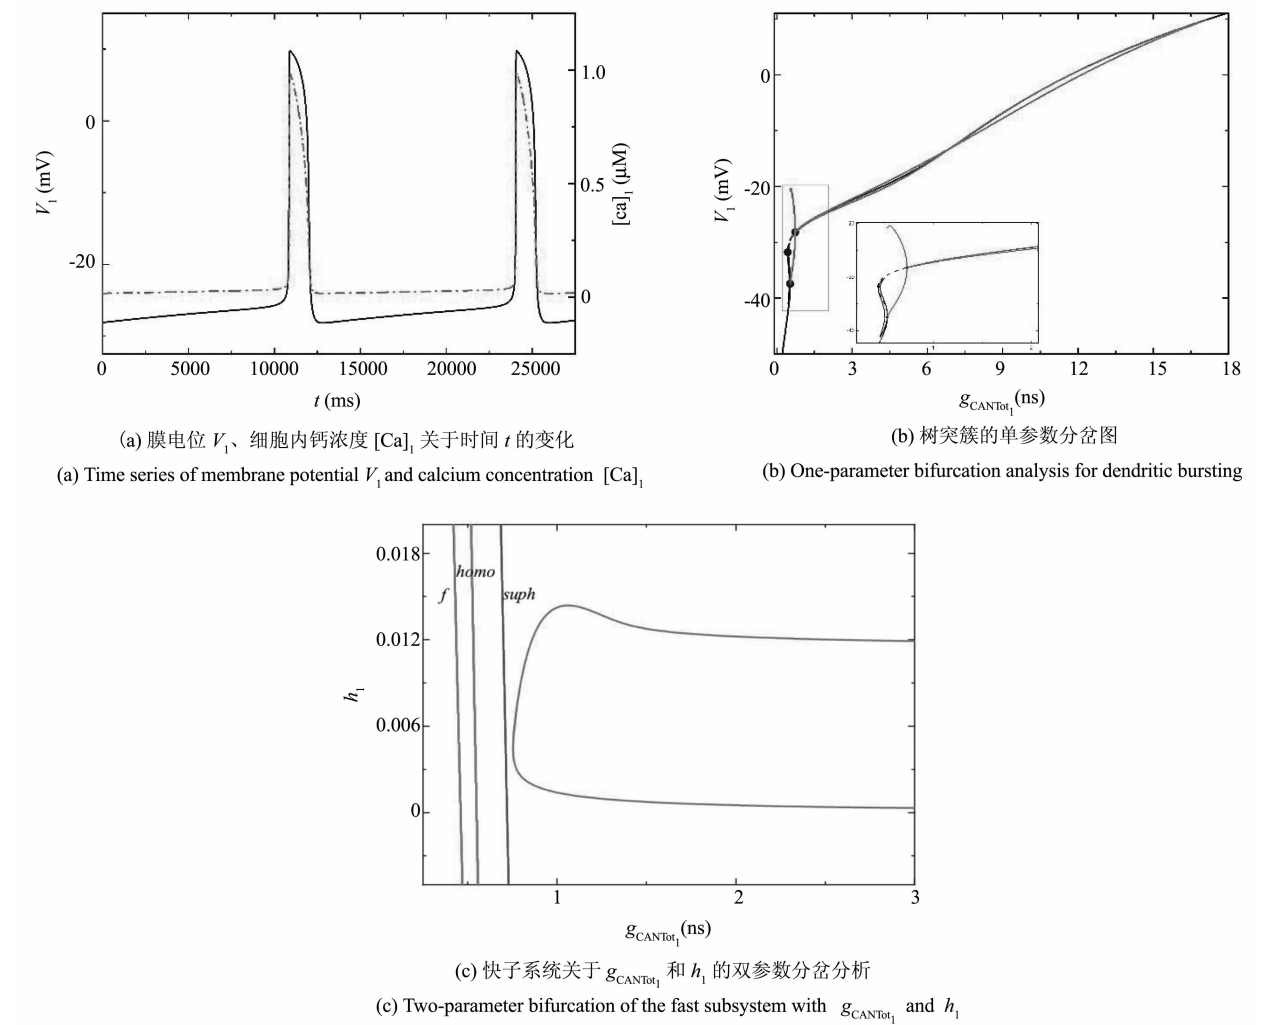 1.0
0
0.5
-20
0
V1 (mV)
[ca]1 (μM)
0 5000 10000 15000 20000 25000
t (ms)
(a) 膜电位 V1、细胞内钙浓度 [Ca]1 关于时间 t 的变化
(a) Time series of membrane potential V1 and calcium concentration [Ca]1
0
-20
-40
V1 (mV)
0 3 6 9 12 15 18
gCANTot1(ns)
(b) 树突簇的单参数分岔图
(b) One-parameter bifurcation analysis for dendritic bursting
0.018
0.012
0.006
0
h1
f
homo
suph
1 2 3
gCANTot1(ns)
(c) 快子系统关于 gCANTot1 和 h1 的双参数分岔分析
(c) Two-parameter bifurcation of the fast subsystem with gCANTot1 and h1